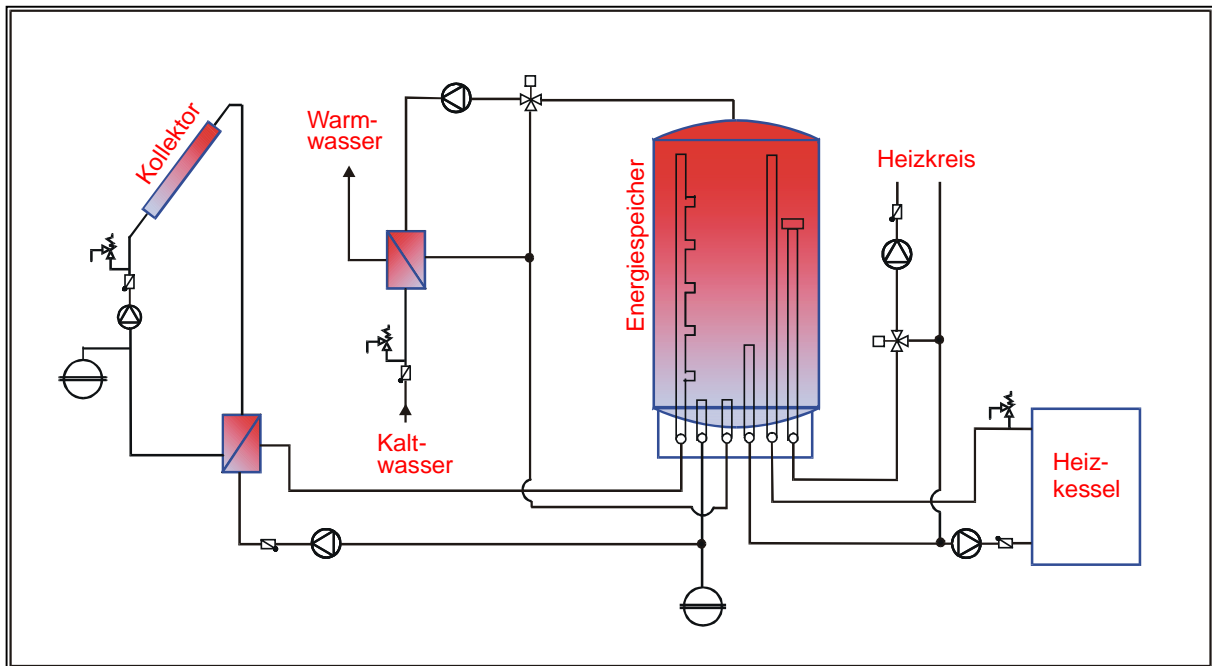 Kollektor
Warm-
wasser
Kalt-
wasser
Energiespeicher
Heizkreis
Heiz-
kessel